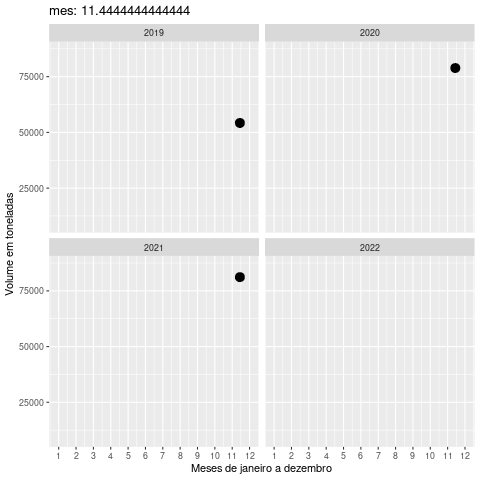 mes: 11.4444444444444
2019 2020
75000
50000
25000
2021 2022
75000
50000
25000
Volume em toneladas
1 2 3 4 5 6 7 8 9 10 11 12 1 2 3 4 5 6 7 8 9 10 11 12
Meses de janeiro a dezembro